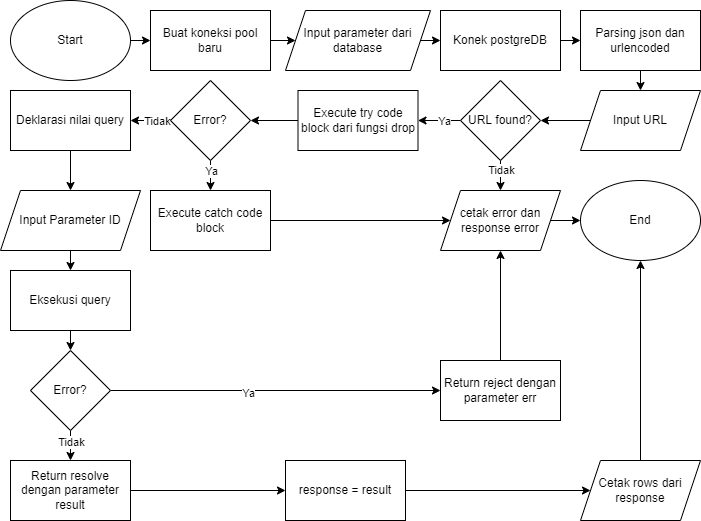 Start
Buat koneksi pool
baru
Input parameter dari
database
Konek postgreDB
Parsing json dan
urlencoded
Deklarasi nilai query
Tidak
Error?
Execute try code
block dari fungsi drop
Ya
URL found?
Input URL
Ya
Tidak
Input Parameter ID
Execute catch code
block
cetak error dan
response error
End
Eksekusi query
Error?
Ya
Return reject dengan
parameter err
Tidak
Return resolve
dengan parameter
result
response = result
Cetak rows dari
response